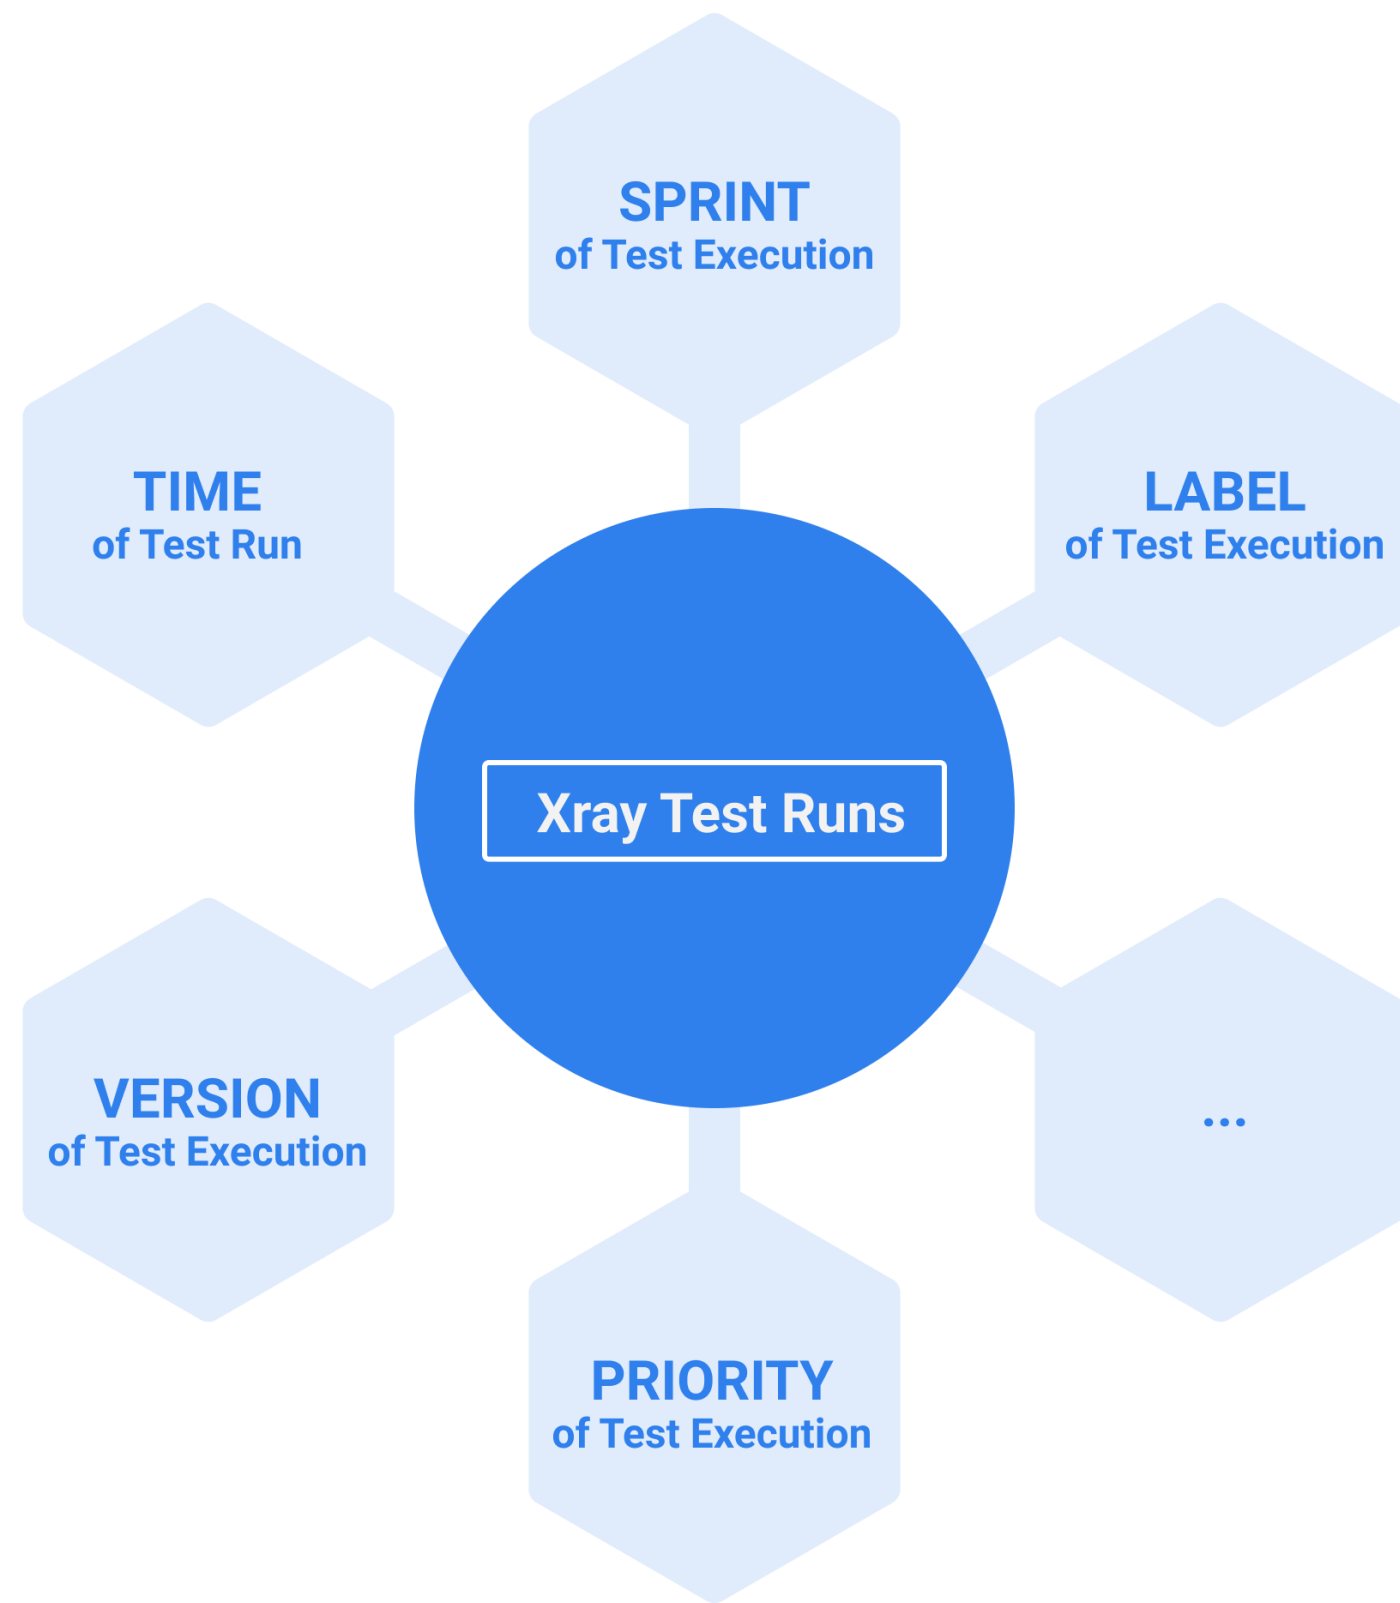 SPRINT
of Test Execution
TIME
of Test Run
LABEL
of Test Execution
Xray Test Runs
VERSION
of Test Execution
...
PRIORITY
of Test Execution